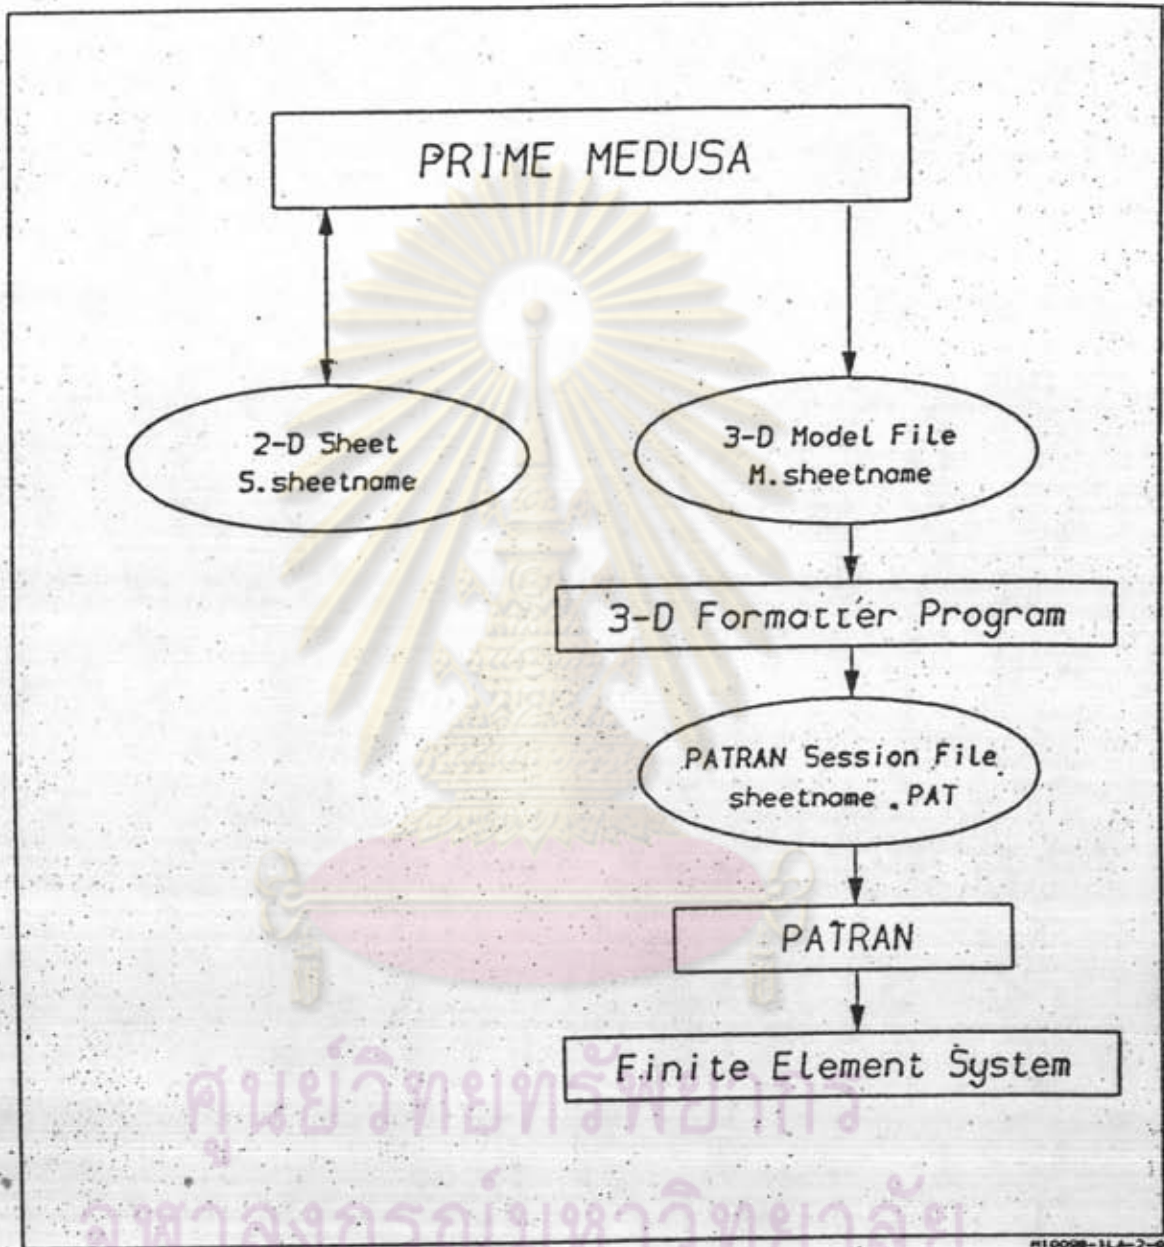 PRIME MEDUSA
2-D Sheet
S.sheetname
3-D Model File
M.sheetname
3-D Formatter Program
PATRAN Session File
sheetname .PAT
PATRAN
Finite Element System
ศูนย์วิทยทรัพยากร
จุฬาลงกรณ์มหาวิทยาลัย